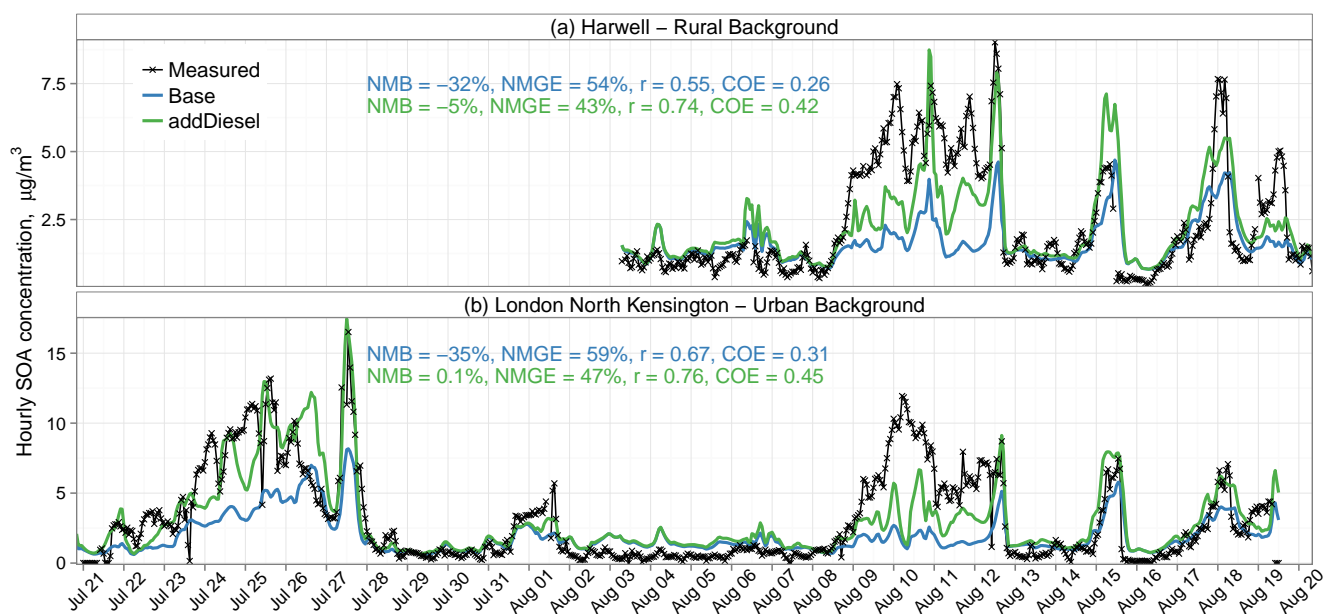 (a) Harwell − Rural Background
Measured
Base
addDiesel
NMB = −32%, NMGE = 54%, r = 0.55, COE = 0.26
NMB = −5%, NMGE = 43%, r = 0.74, COE = 0.42
7.5
5.0
2.5
(b) London North Kensington − Urban Background
NMB = −35%, NMGE = 59%, r = 0.67, COE = 0.31
NMB = 0.1%, NMGE = 47%, r = 0.76, COE = 0.45
15
10
5
0
Hourly SOA concentration, µg/m³
Jul 21
Jul 22
Jul 23
Jul 24
Jul 25
Jul 26
Jul 27
Jul 28
Jul 29
Jul 30
Jul 31
Aug 01
Aug 02
Aug 03
Aug 04
Aug 05
Aug 06
Aug 07
Aug 08
Aug 09
Aug 10
Aug 11
Aug 12
Aug 13
Aug 14
Aug 15
Aug 16
Aug 17
Aug 18
Aug 19
Aug 20